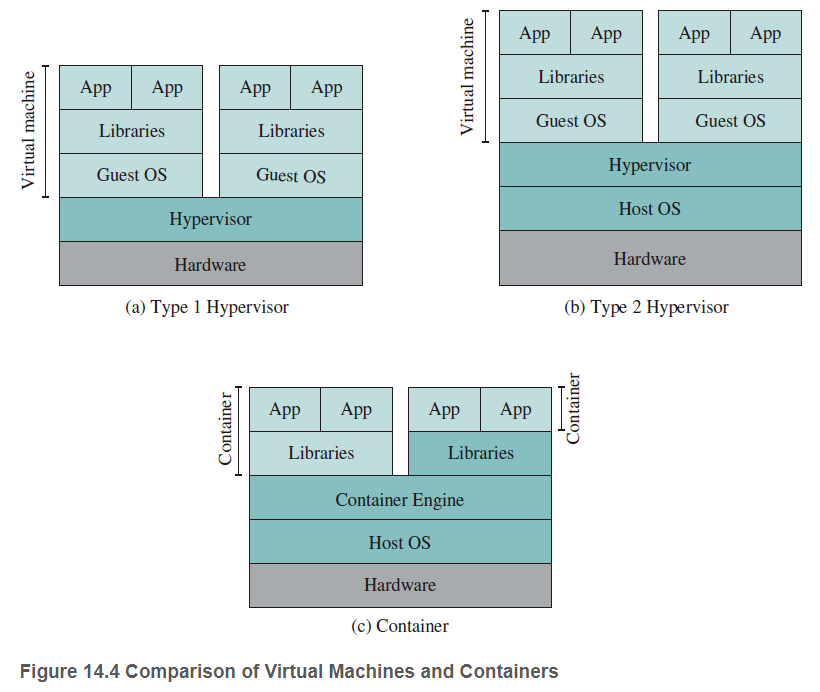 Virtual machine
App App App App
Libraries Libraries
Guest OS Guest OS
Hypervisor
Hardware
(a) Type 1 Hypervisor
Virtual machine
App App App App
Libraries Libraries
Guest OS Guest OS
Hypervisor
Host OS
Hardware
(b) Type 2 Hypervisor
Container
App App App App
Container
Libraries Libraries
Container Engine
Host OS
Hardware
(c) Container
Figure 14.4 Comparison of Virtual Machines and Containers